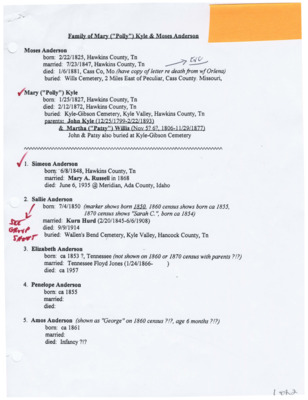 Family of Mary ("Polly") Kyle & Moses Anderson
Moses Anderson
born: 2/22/1825, Hawkins County, Tn
married: 7/23/1847, Hawkins County, Tn
died: 1/6/1881, Cass Co, Mo (have copy of letter re death from w/ Orlena)
buried: Wills Cemetery, 2 Miles East of Peculiar, Cass County Missouri,
Mary ("Polly") Kyle
born: 1/25/1827, Hawkins County, Tn
died: 2/12/1872, Hawkins County, Tn
buried: Kyle-Gibson Cemetery, Kyle Valley, Hawkins County, Tn
parents: John Kyle (12/25/1799-2/22/1893)
& Martha ("Patsy") Willis (Nov 5? 6?, 1806-11/29/1877)
John & Patsy also buried at Kyle-Gibson Cemetery
1. Simeon Anderson
born: 6/8/1848, Hawkins County, Tn
married: Mary A. Russell in 1868
died: June 6, 1935 @ Meridian, Ada County, Idaho
2. Sallie Anderson
born: 7/4/1850 (marker shows born 1850, 1860 census shows born ca 1853,
1870 census shows "Sarah C.", born ca 1854)
married: Korn Hurd (2/20/1845-6/6/1908)
died: 9/9/1914
buried: Wallen's Bend Cemetery, Kyle Valley, Hancock County, Tn
SEE
GROUP
SHEET
3. Elizabeth Anderson
born: ca 1853 ?, Tennessee (not shown on 1860 or 1870 census with parents ?!?)
married: Tennessee Floyd Jones (1/24/1866- )
died: ca 1957
4. Penelope Anderson
born: ca 1855
married:
died:
5. Amos Anderson (shown as "George" on 1860 census ?!?, age 6 months ?!?)
born: ca 1861
married:
died: Infancy ?!?